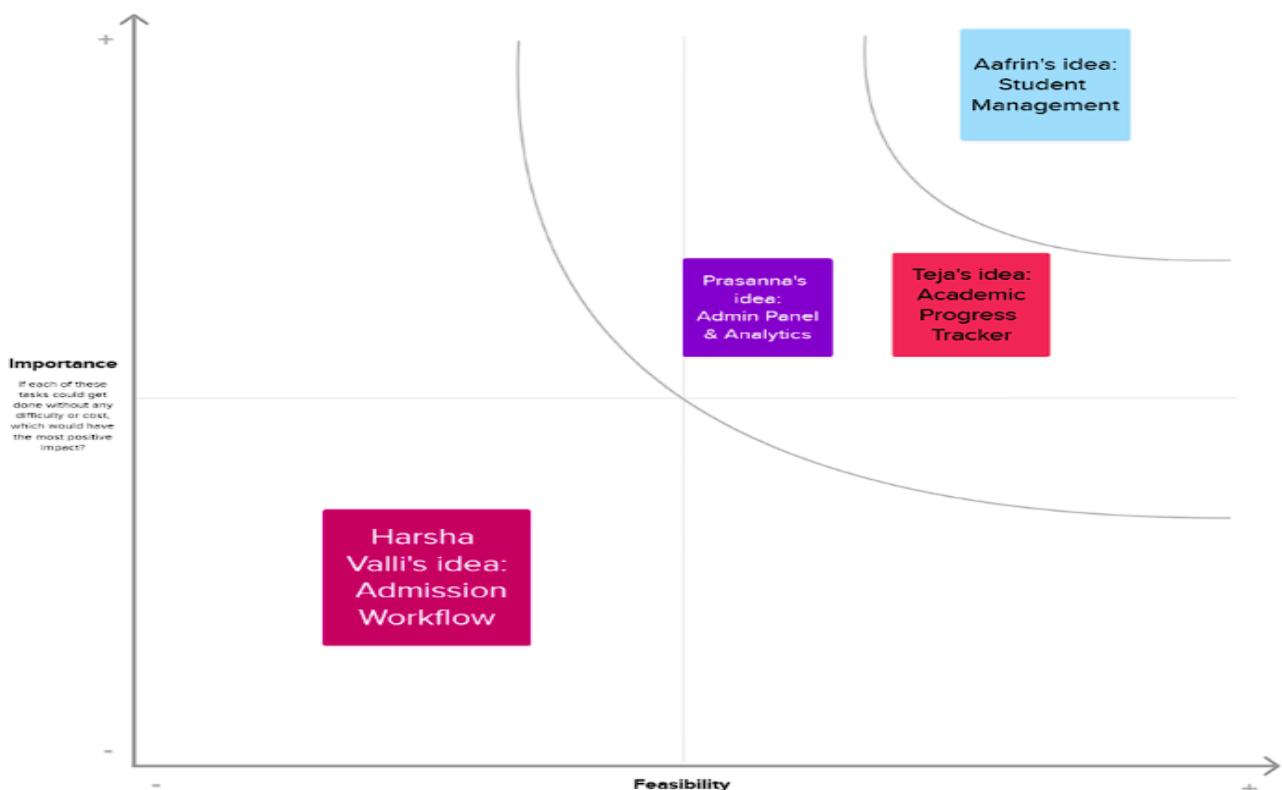 +
Aafrin's idea:
Student
Management
Prasanna's
idea:
Admin Panel
& Analytics
Teja's idea:
Academic
Progress
Tracker
Importance
If each of these
tasks could get
done without any
difficulty or cost,
which would have
the most positive
impact?
Harsha
Valli's idea:
Admission
Workflow
-
-
Feasibility
+